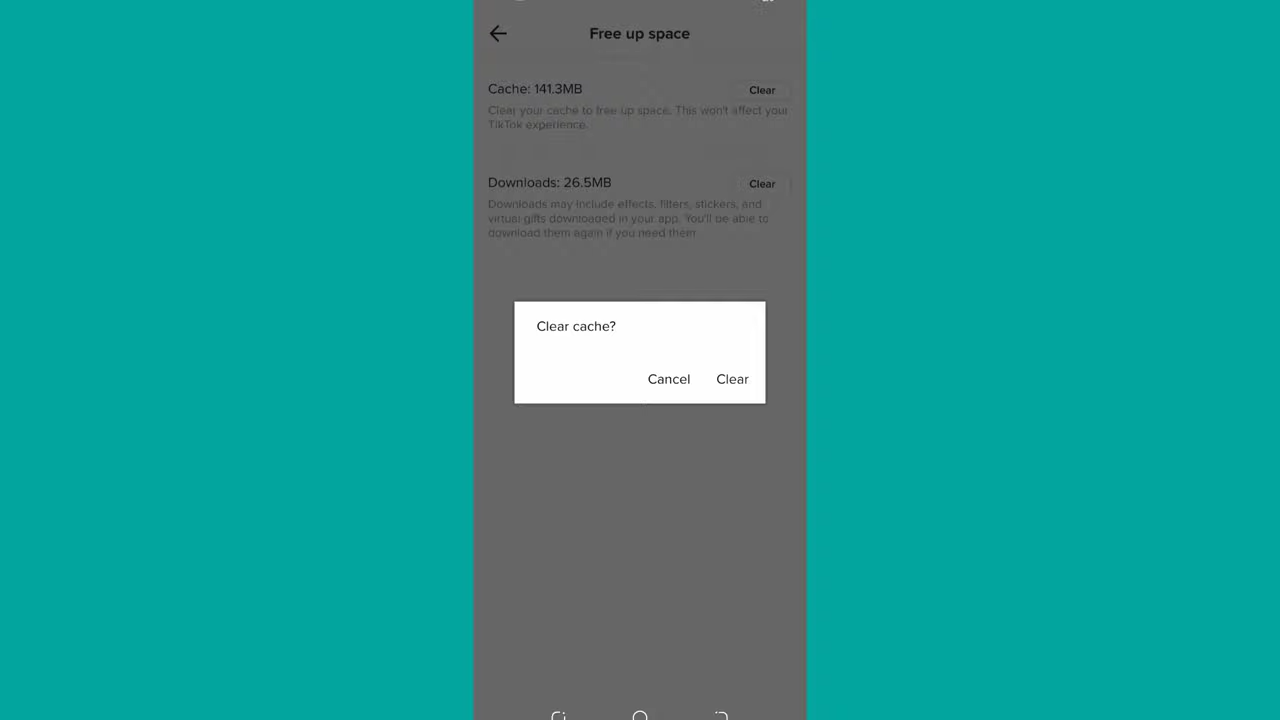 Free up space
Cache: 141.3MB
Clear
Clear your cache to free up space. This won't affect your
TikTok experience.
Downloads: 26.5MB
Clear
Downloads may include effects, filters, stickers, and
virtual gifts downloaded in your app. You'll be able to
download them again if you need them.
Clear cache?
Cancel
Clear